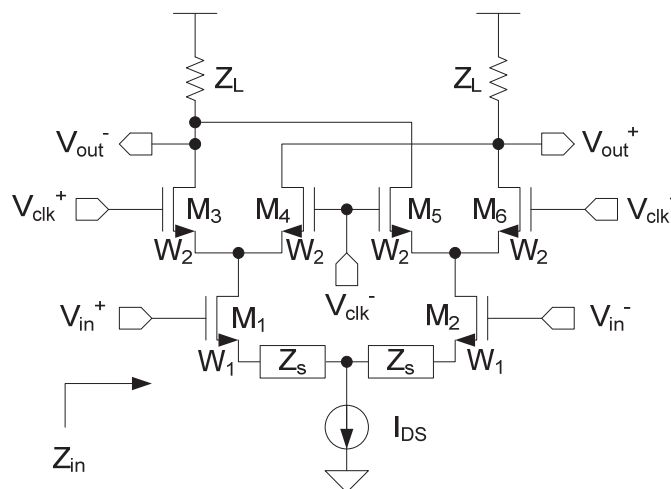 Z_L Z_L
V_out^- V_out^+
V_clk^+ M_3 M_4 M_5 M_6 V_clk
W_2 W_2 W_2 W_2
V_in^+ M_1 V_clk^- M_2 V_in^-
W_1 Z_s Z_s W_1
I_DS
Z_in